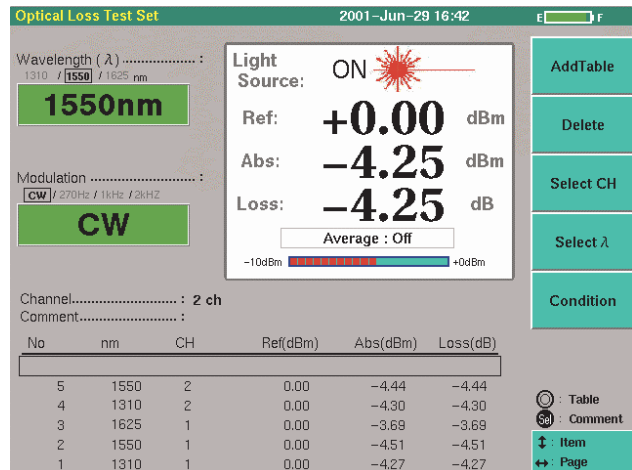 Optical Loss Test Set 2001-Jun-29 16:42 E F
Wavelength ( λ ) .................... :
1310 / 1550 / 1625 nm
1550nm
Modulation ............................ :
CW / 270Hz / 1kHz / 2kHZ
CW
Light Source: ON
Ref: +0.00 dBm
Abs: −4.25 dBm
Loss: −4.25 dB
Average : Off
−10dBm +0dBm
Channel........................... : 2 ch
Comment......................... :
No nm CH Ref(dBm) Abs(dBm) Loss(dB)
5 1550 2 0.00 −4.44 −4.44
4 1310 2 0.00 −4.30 −4.30
3 1625 1 0.00 −3.69 −3.69
2 1550 1 0.00 −4.51 −4.51
1 1310 1 0.00 −4.27 −4.27
AddTable
Delete
Select CH
Select λ
Condition
: Table
Sel : Comment
↕ : Item
↔ : Page